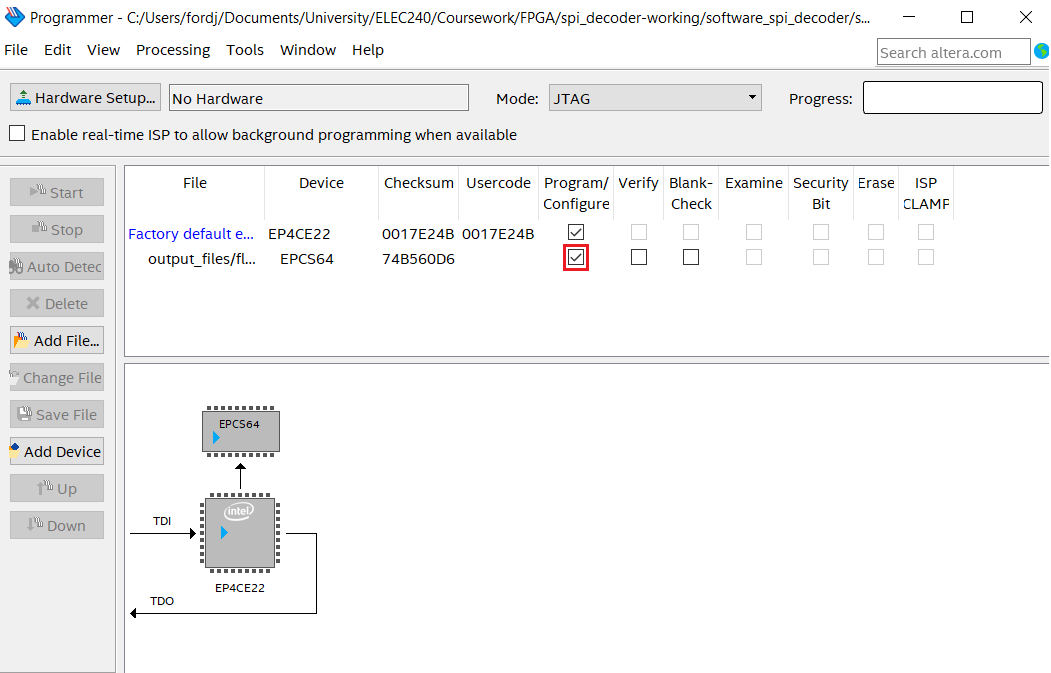 Programmer - C:/Users/fordj/Documents/University/ELEC240/Coursework/FPGA/spi_decoder-working/software_spi_decoder/s...
File Edit View Processing Tools Window Help
Search altera.com
Hardware Setup... No Hardware Mode: JTAG Progress:
Enable real-time ISP to allow background programming when available
Start
Stop
Auto Detec
Delete
Add File...
Change File
Save File
Add Device
Up
Down
File Device Checksum Usercode Program/ Verify Blank- Examine Security Erase ISP
Configure Check Bit CLAMP
Factory default e... EP4CE22 0017E24B 0017E24B
output_files/fl... EPCS64 74B560D6
EPCS64
intel
TDI
EP4CE22
TDO